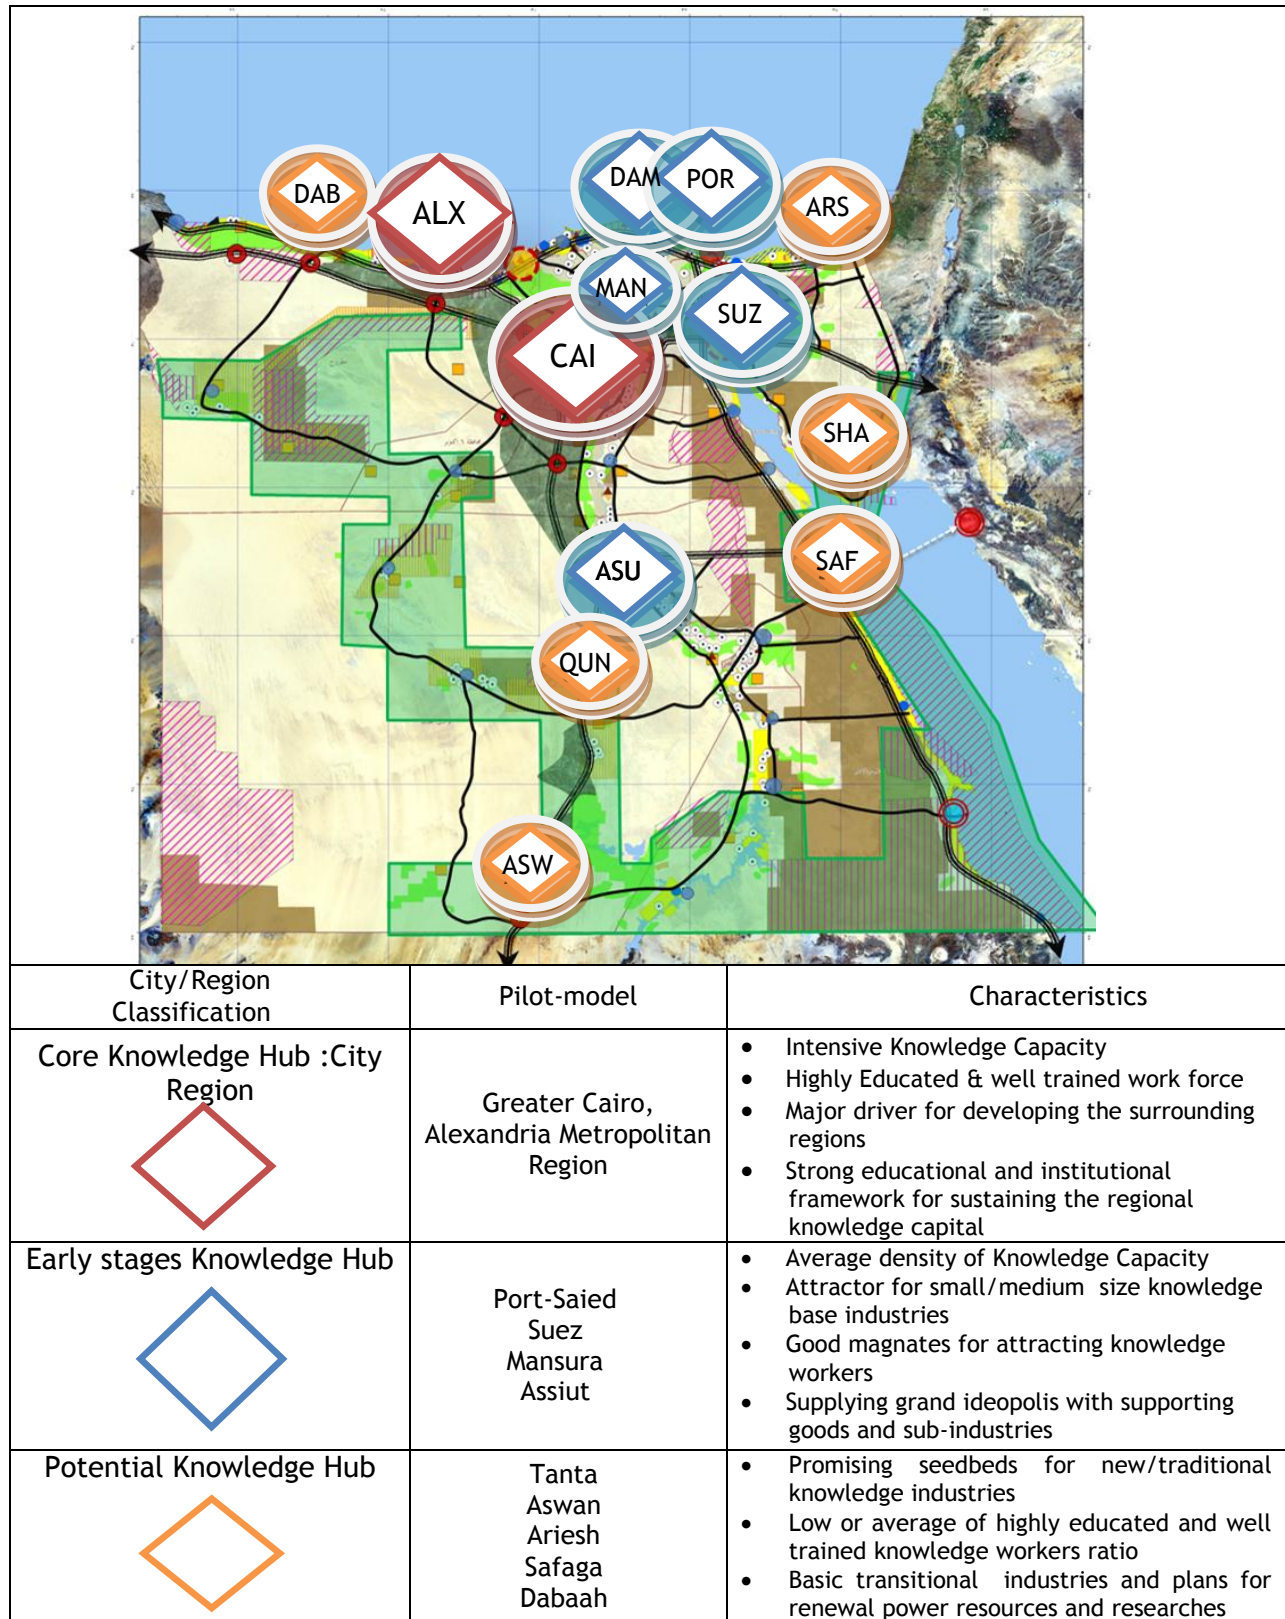 DAB
ALX
DAM
POR
ARS
MAN
SUZ
CAI
SHA
SAF
ASU
QUN
ASW
City/Region
Classification
Pilot-model
Characteristics
Core Knowledge Hub :City
Region
Greater Cairo,
Alexandria Metropolitan
Region
• Intensive Knowledge Capacity
• Highly Educated & well trained work force
• Major driver for developing the surrounding
regions
• Strong educational and institutional
framework for sustaining the regional
knowledge capital
Early stages Knowledge Hub
Port-Saied
Suez
Mansura
Assiut
• Average density of Knowledge Capacity
• Attractor for small/medium size knowledge
base industries
• Good magnates for attracting knowledge
workers
• Supplying grand ideopolis with supporting
goods and sub-industries
Potential Knowledge Hub
Tanta
Aswan
Ariesh
Safaga
Dabaah
• Promising seedbeds for new/traditional
knowledge industries
• Low or average of highly educated and well
trained knowledge workers ratio
• Basic transitional industries and plans for
renewal power resources and researches